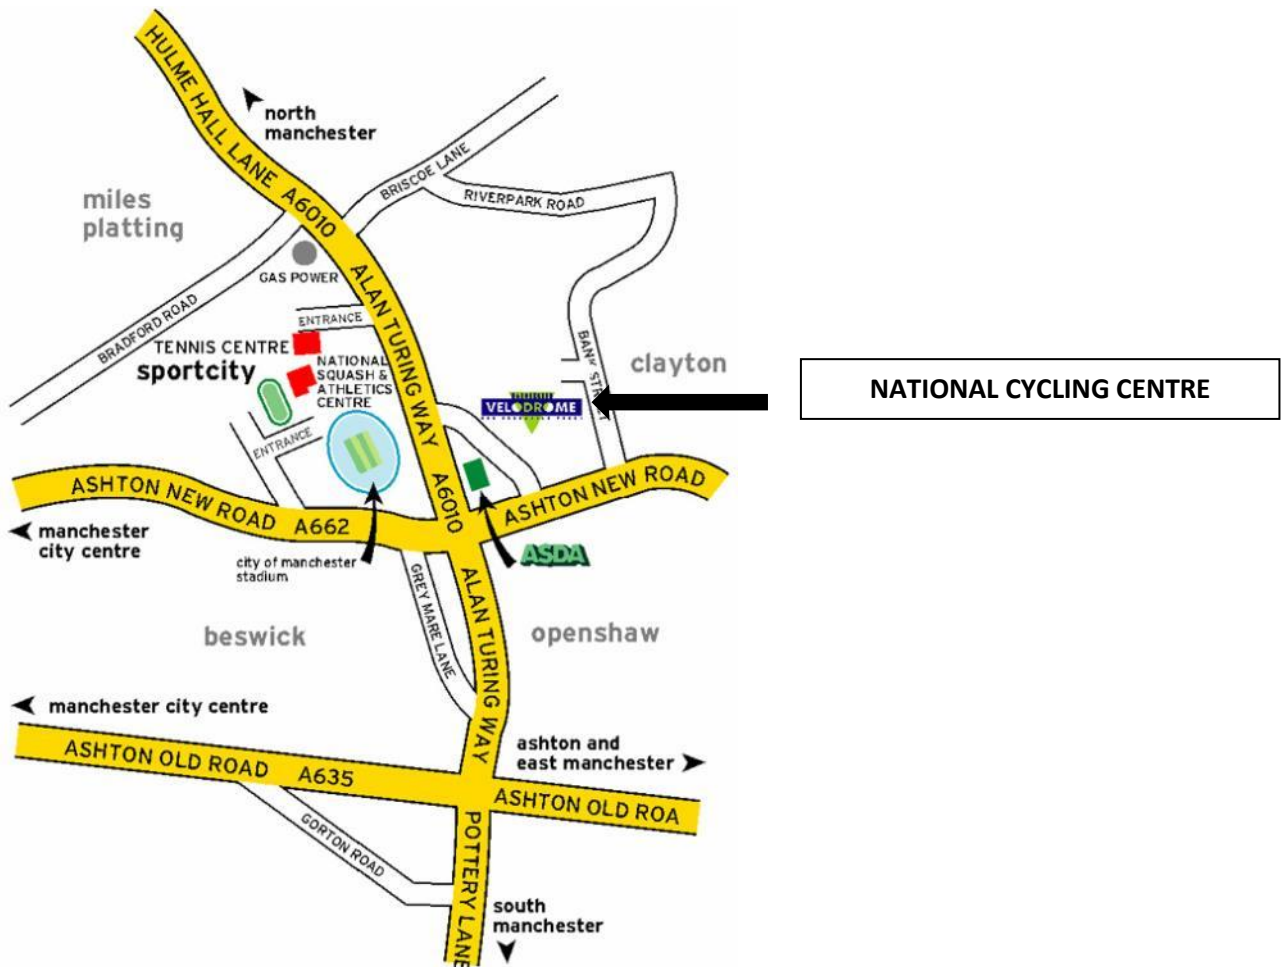 HULME HALL LANE A6010
north
manchester
BRISCOE LANE
RIVERPARK ROAD
miles
platting
GAS POWER
BRADFORD ROAD
ALAN TURING WAY
ENTRANCE
TENNIS CENTRE
sportcity
NATIONAL
SQUASH &
ATHLETICS
CENTRE
BANK STREET
clayton
NATIONAL CYCLING CENTRE
VELODROME
ENTRANCE
A6010
ASHTON NEW ROAD A662
ASHTON NEW ROAD
manchester
city centre
city of manchester
stadium
ASDA
GREY MARE LANE
ALAN TURING WAY
beswick
openshaw
manchester city centre
ashton and
east manchester
ASHTON OLD ROAD A635
ASHTON OLD ROA
GORTON ROAD
POTTERY LANE
south
manchester